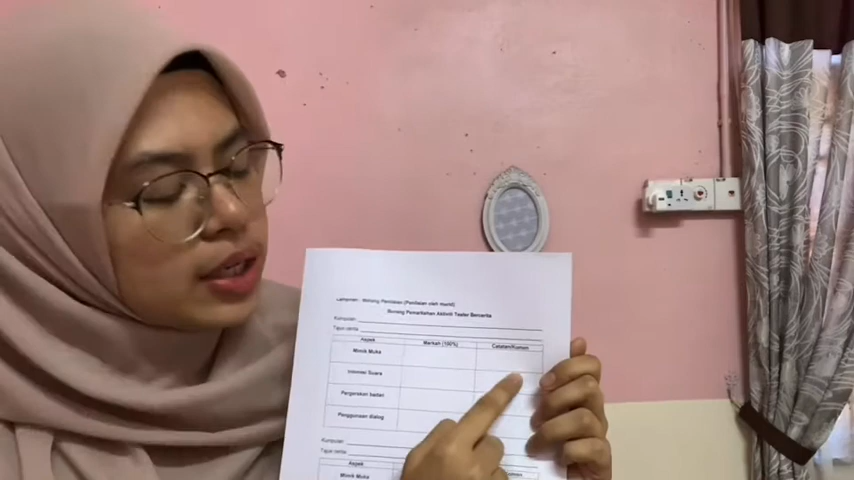 Lampiran: Borang Penilaian (Penilaian oleh murid)
Borang Pemarkahan Aktiviti Teater Bercerita
Kumpulan:
Tajuk cerita:
Aspek Markah (100%) Catatan/Komen
Mimik Muka
Intonasi Suara
Pergerakan badan
Penggunaan dialog
Kumpulan:
Tajuk cerita:
Aspek
Mimik Muka